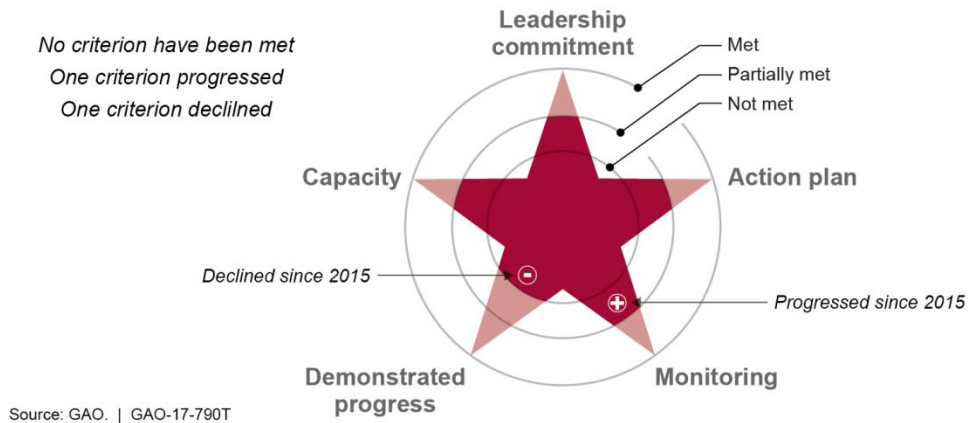 No criterion have been met
One criterion progressed
One criterion declilned
Leadership
commitment
Met
Partially met
Not met
Capacity
Action plan
Declined since 2015
-
+
Progressed since 2015
Demonstrated
progress
Monitoring
Source: GAO. | GAO-17-790T